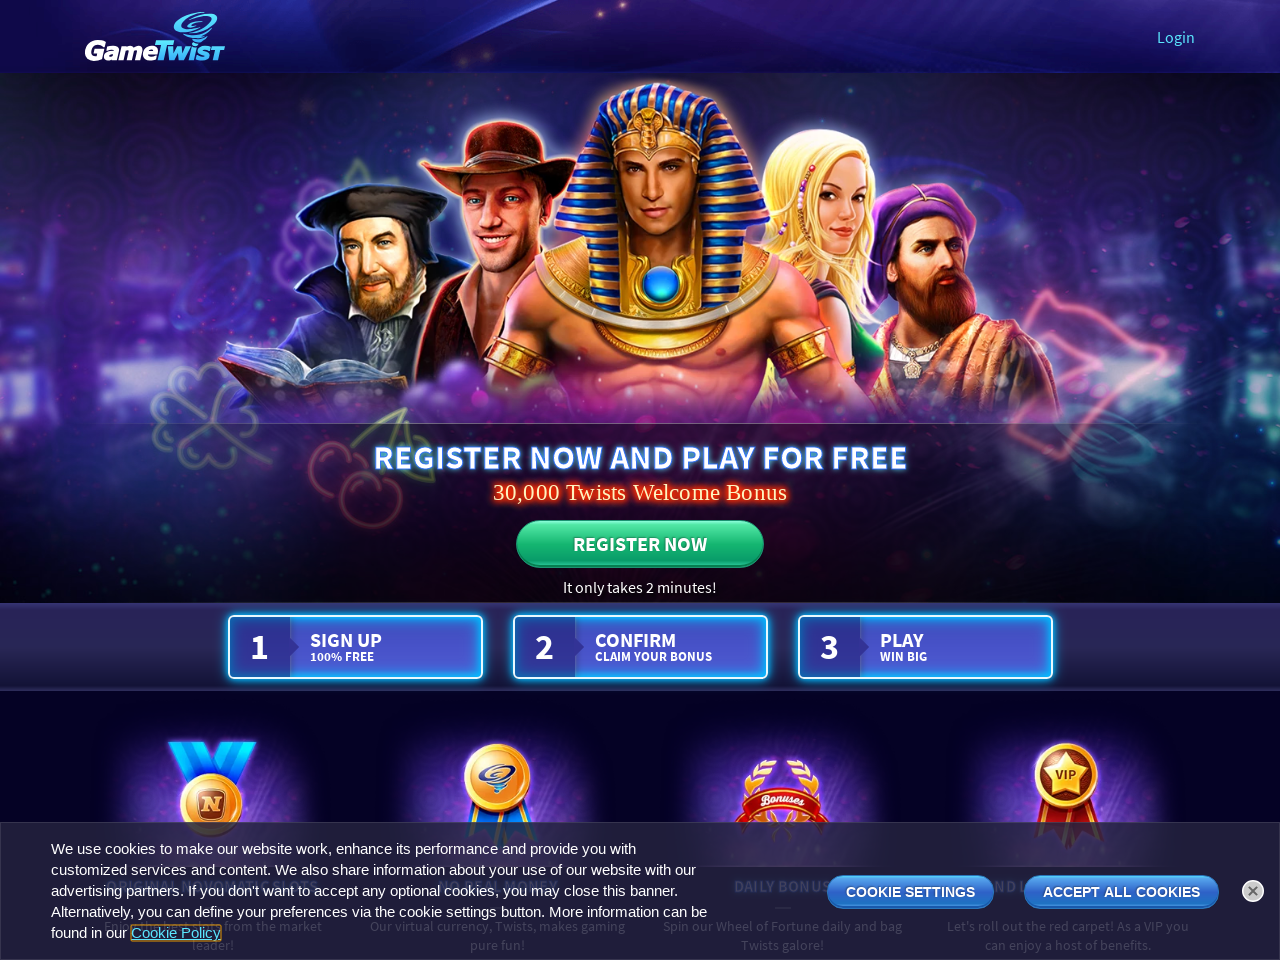 GameTwist
Login
REGISTER NOW AND PLAY FOR FREE
30,000 Twists Welcome Bonus
REGISTER NOW
It only takes 2 minutes!
1 SIGN UP
100% FREE
2 CONFIRM
CLAIM YOUR BONUS
3 PLAY
WIN BIG
N
Bonuses
VIP
ORIGINAL NOVOMATIC SLOTS
from the market
leader!
NO REAL MONEY
Our virtual currency, Twists, makes gaming
pure fun!
DAILY BONUS
Spin our Wheel of Fortune daily and bag
Twists galore!
Let's roll out the red carpet! As a VIP you
can enjoy a host of benefits.
We use cookies to make our website work, enhance its performance and provide you with
customized services and content. We also share information about your use of our website with our
advertising partners. If you don't want to accept any optional cookies, you may close this banner.
Alternatively, you can define your preferences via the cookie settings button. More information can be
found in our Cookie Policy
COOKIE SETTINGS
ACCEPT ALL COOKIES